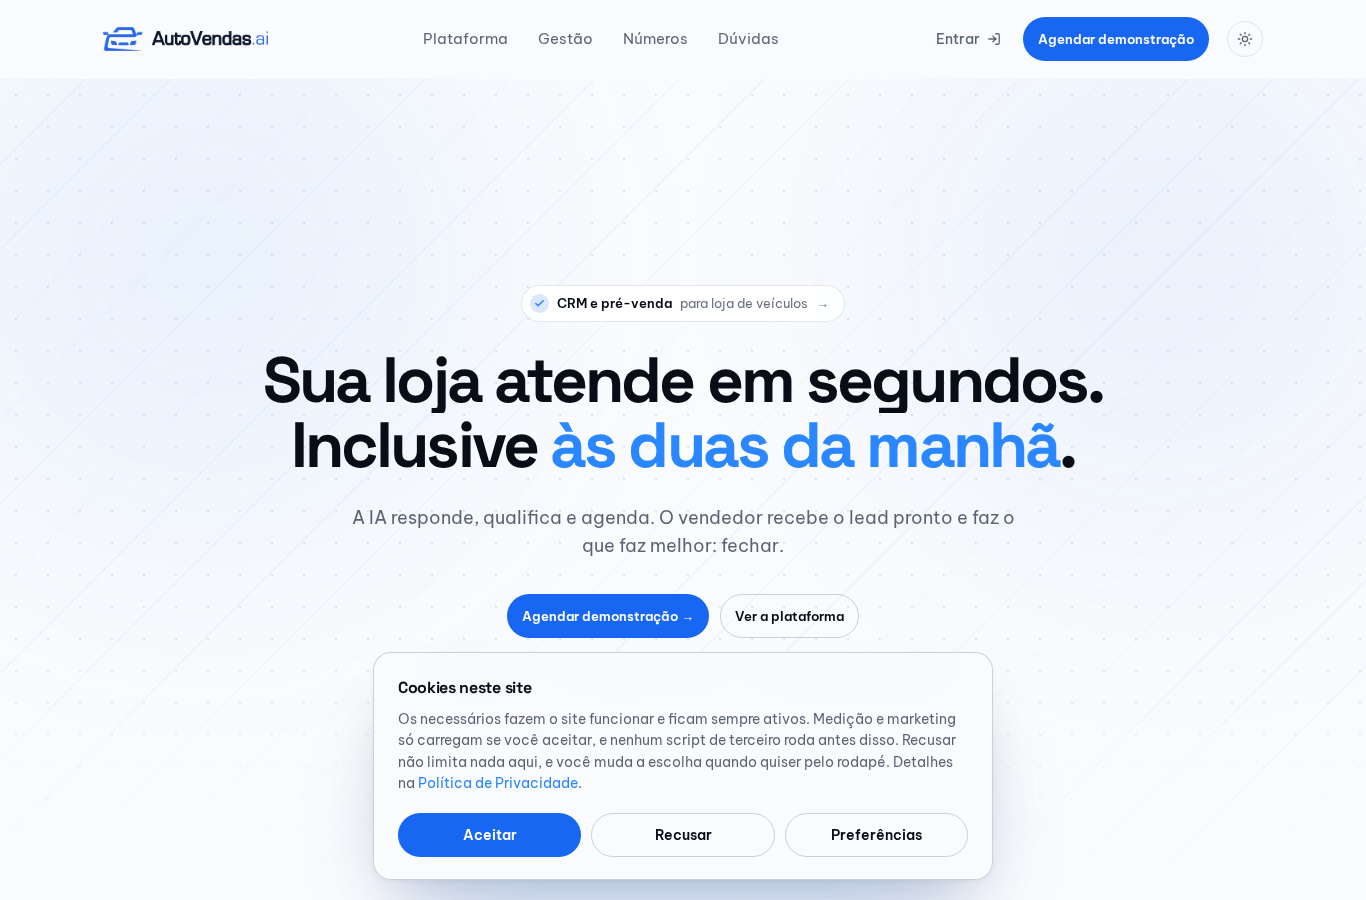 AutoVendas.ai
Plataforma
Gestão
Números
Dúvidas
Entrar
Agendar demonstração
CRM e pré-venda para loja de veículos →
Sua loja atende em segundos.
Inclusive às duas da manhã.
A IA responde, qualifica e agenda. O vendedor recebe o lead pronto e faz o
que faz melhor: fechar.
Agendar demonstração →
Ver a plataforma
Cookies neste site
Os necessários fazem o site funcionar e ficam sempre ativos. Medição e marketing
só carregam se você aceitar, e nenhum script de terceiro roda antes disso. Recusar
não limita nada aqui, e você muda a escolha quando quiser pelo rodapé. Detalhes
na Política de Privacidade.
Aceitar
Recusar
Preferências